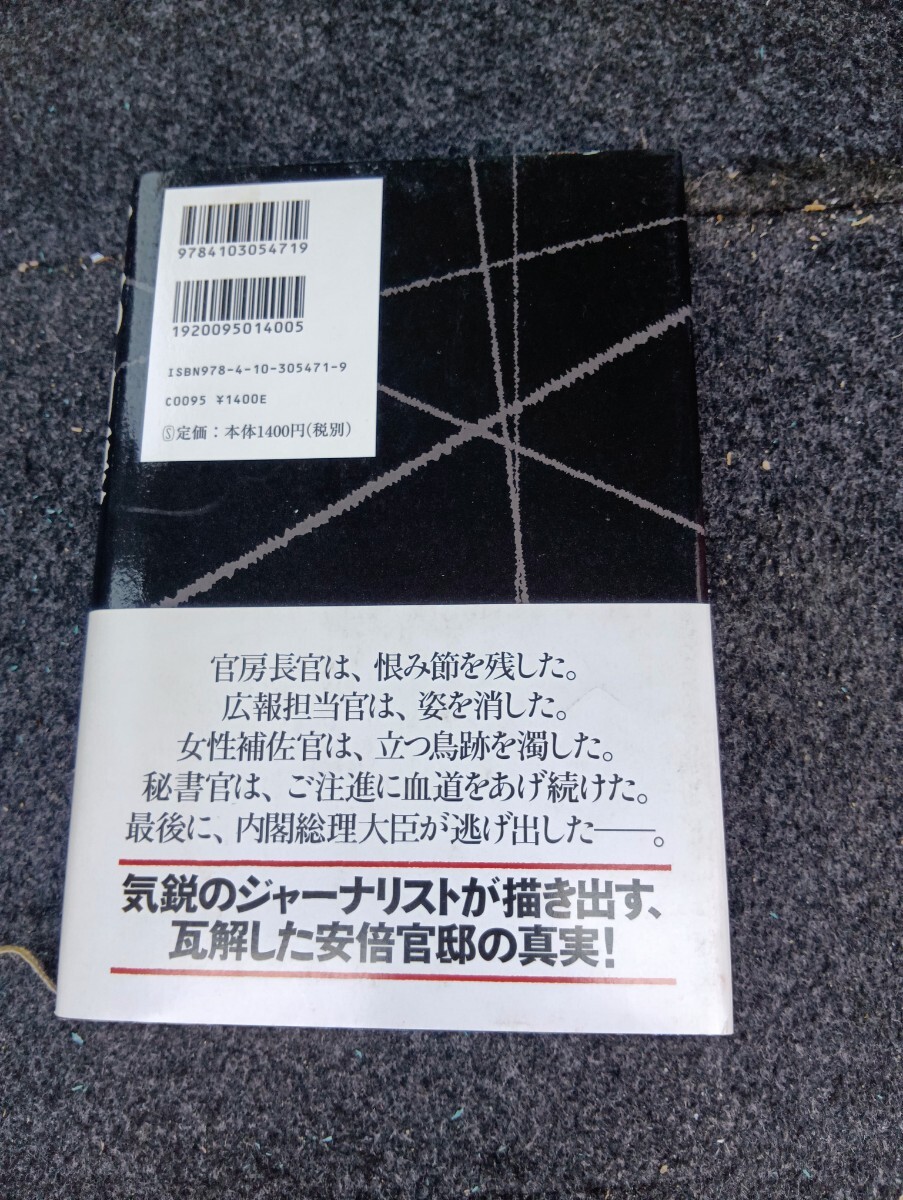 9784103054719
1920095014005
ISBN978-4-10-305471-9
C0095 ¥1400E
Ⓢ定価：本体1400円(税別)
官房長官は、恨み節を残した。
広報担当官は、姿を消した。
女性補佐官は、立つ鳥跡を濁した。
秘書官は、ご注進に血道をあげ続けた。
最後に、内閣総理大臣が逃げ出した――。
気鋭のジャーナリストが描き出す、
瓦解した安倍官邸の真実!